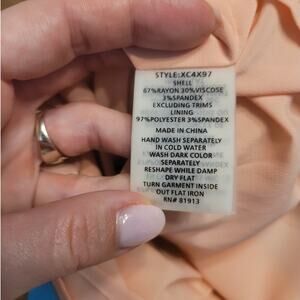 STYLE:XC4X97
SHELL
67%RAYON 30%VISCOSE
3%SPANDEX
EXCLUDING TRIMS
LINING
97%POLYESTER 3%SPANDEX
MADE IN CHINA
HAND WASH SEPARATELY
IN COLD WATER
WASH DARK COLOR
SEPARATELY
RESHAPE WHILE DAMP
DRY FLAT
TURN GARMENT INSIDE
OUT FLAT IRON
RN# 81913